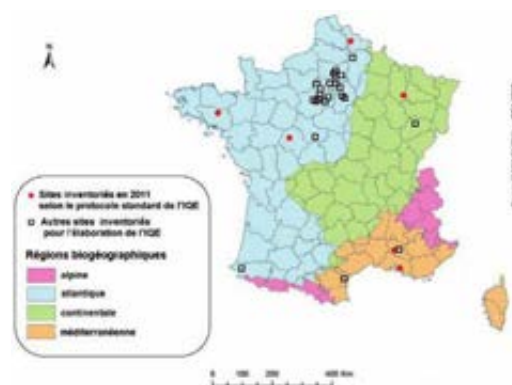 N
Sites inventoriés en 2011
selon le protocole standard de l'IQE
Autres sites inventoriés
pour l'élaboration de l'IQE
Régions biogéographiques
alpine
atlantique
continentale
méditerranéenne
0 100 200 400 Km